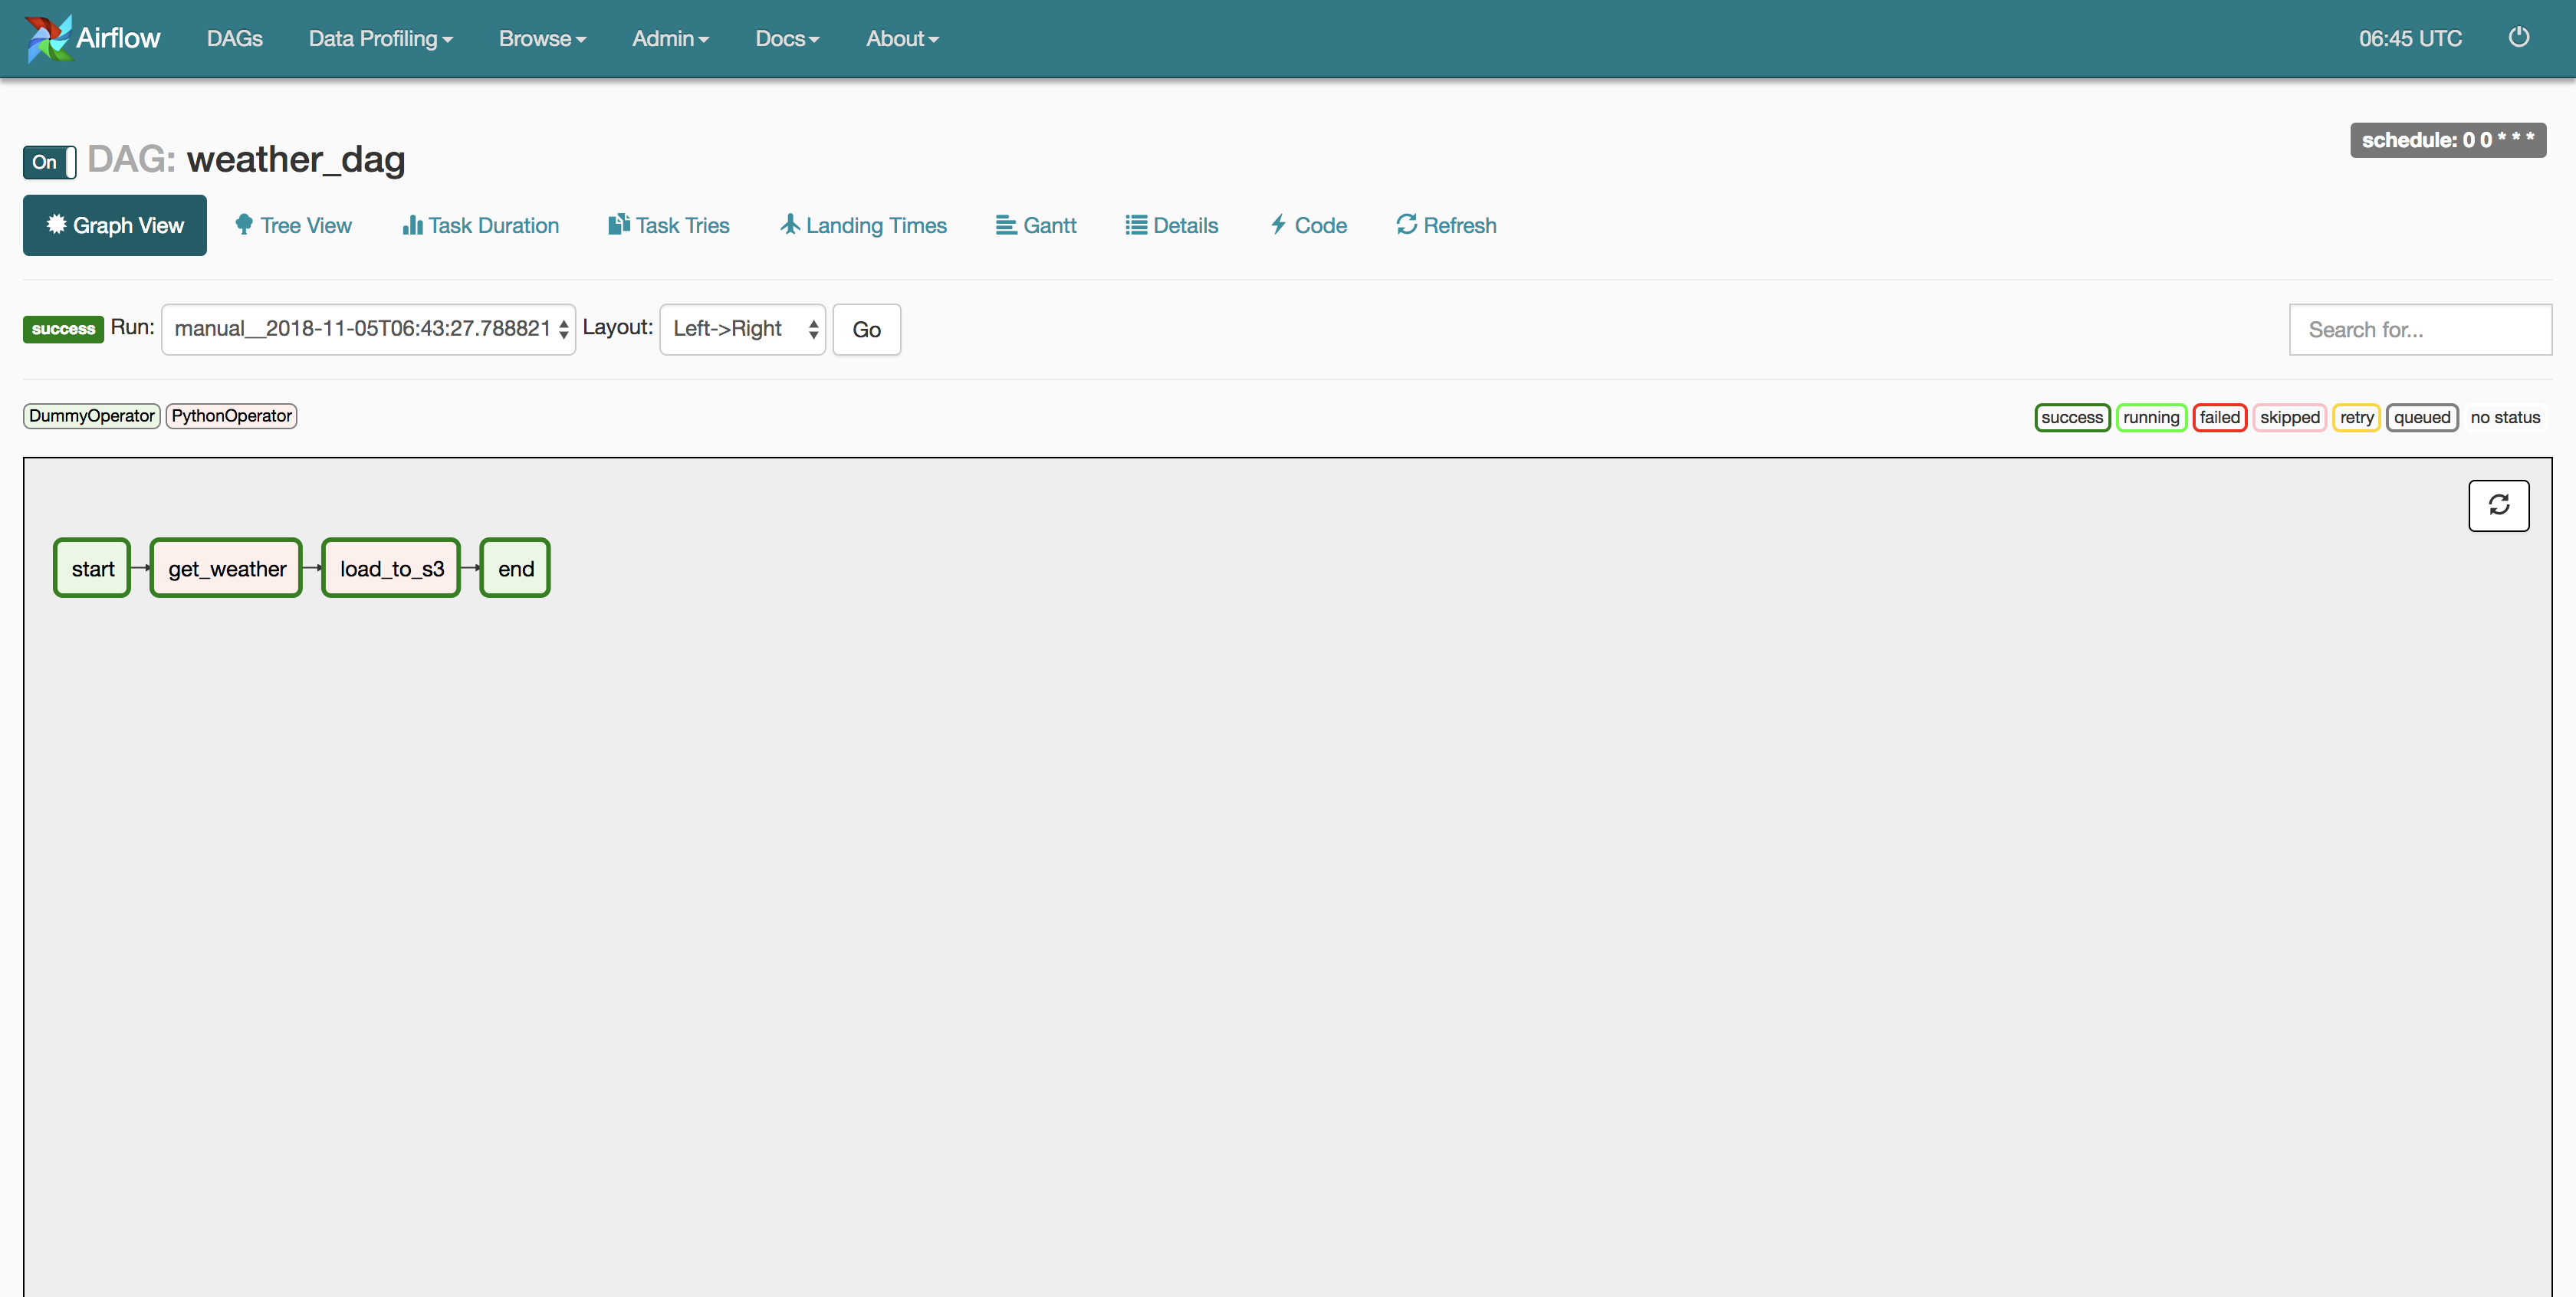 Airflow DAGs Data Profiling Browse Admin Docs About 06:45 UTC
schedule: 0 0 * * *
On DAG: weather_dag
Graph View Tree View Task Duration Task Tries Landing Times Gantt Details Code Refresh
success Run: manual__2018-11-05T06:43:27.788821 Layout: Left->Right Go Search for...
DummyOperator PythonOperator success running failed skipped retry queued no status
start get_weather load_to_s3 end